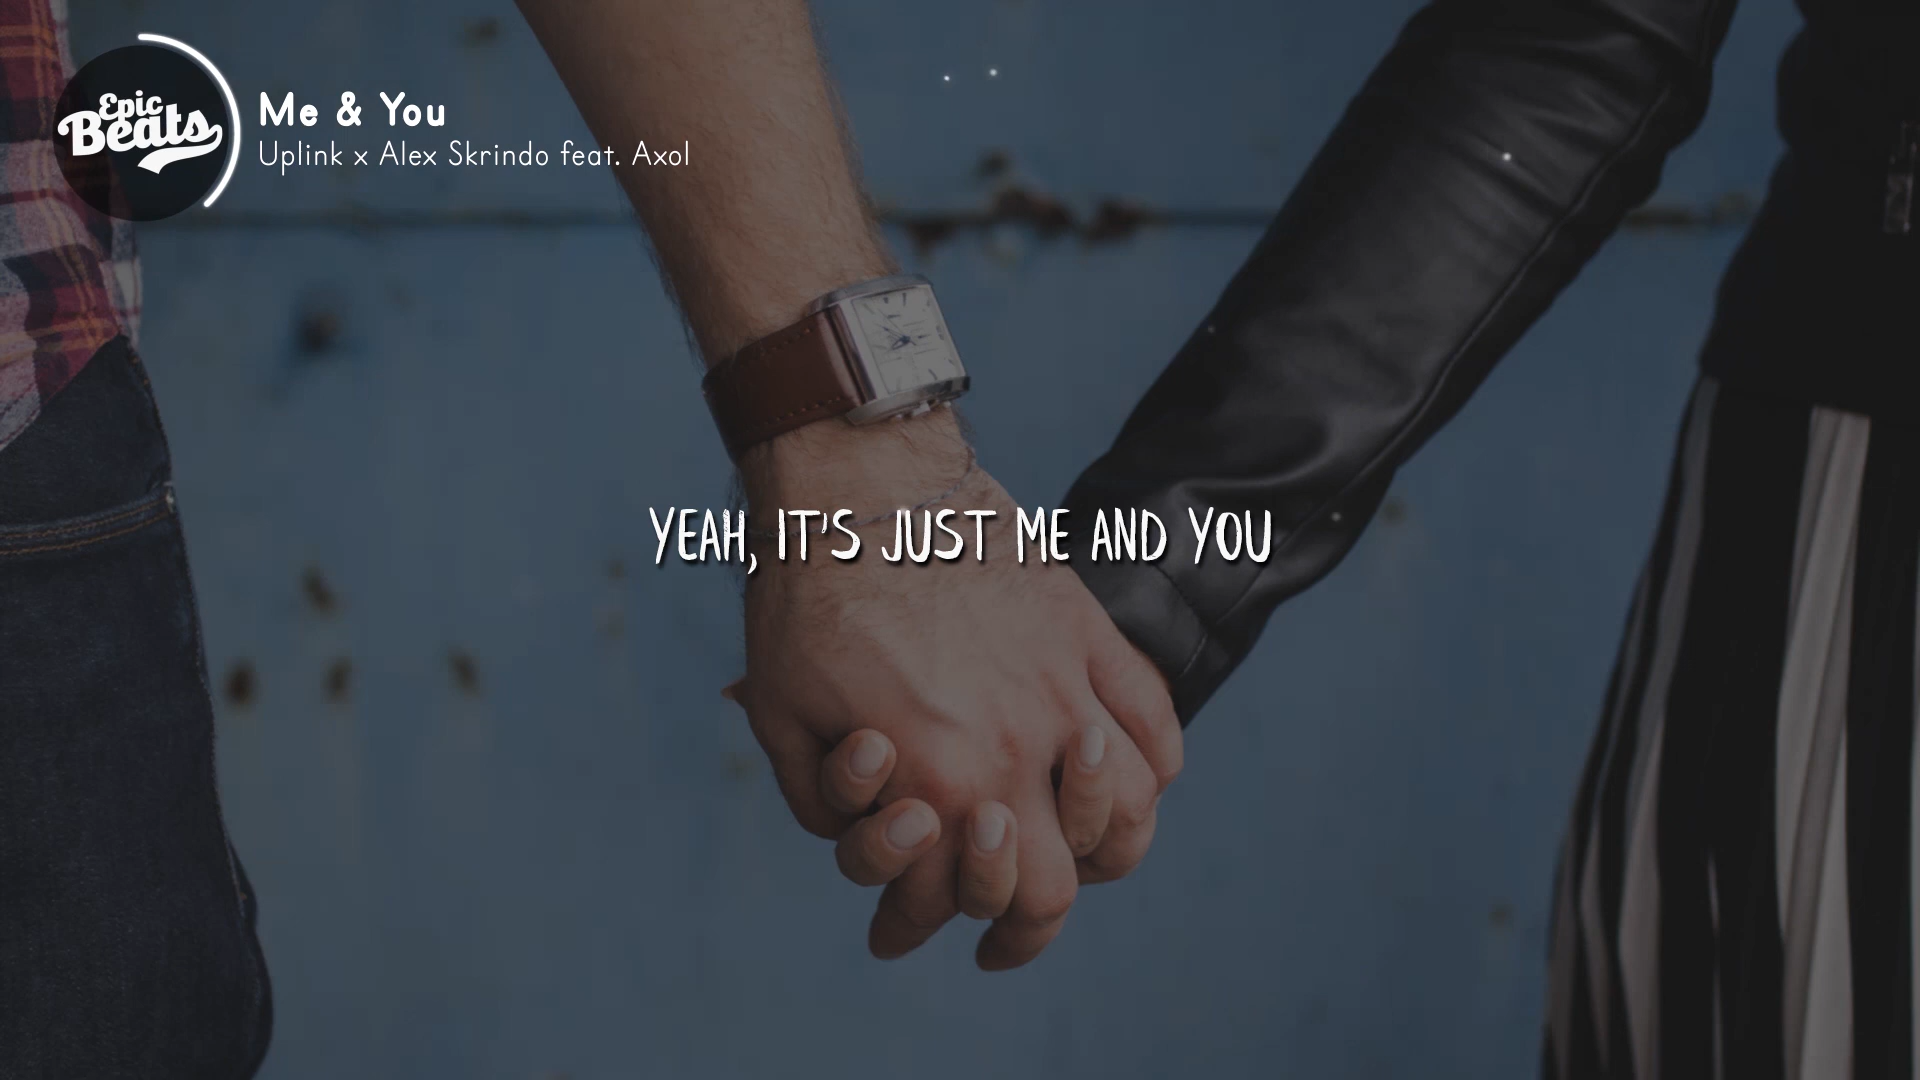 Epic
Beats
Me & You
Uplink x Alex Skrindo feat. Axol
YEAH, IT'S JUST ME AND YOU